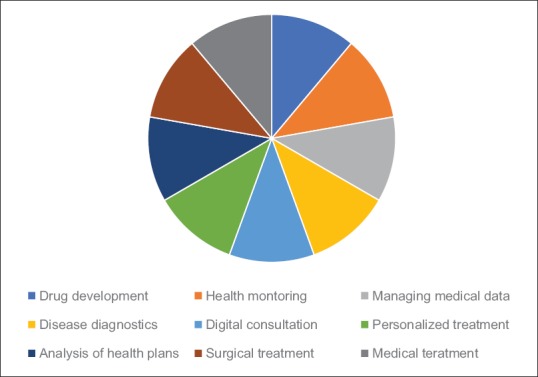 Drug development Health montoring Managing medical data
Disease diagnostics Digital consultation Personalized treatment
Analysis of health plans Surgical treatment Medical teratment